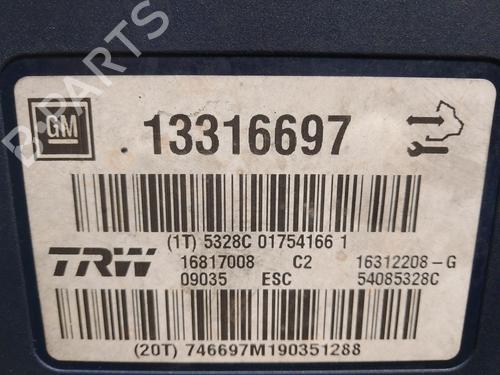 B-PARTS
GM 13316697
(1T) 5328C 01754166 1
TRW 16817008 C2 16312208-G
09035 ESC 54085328C
(20T) 746697M190351288